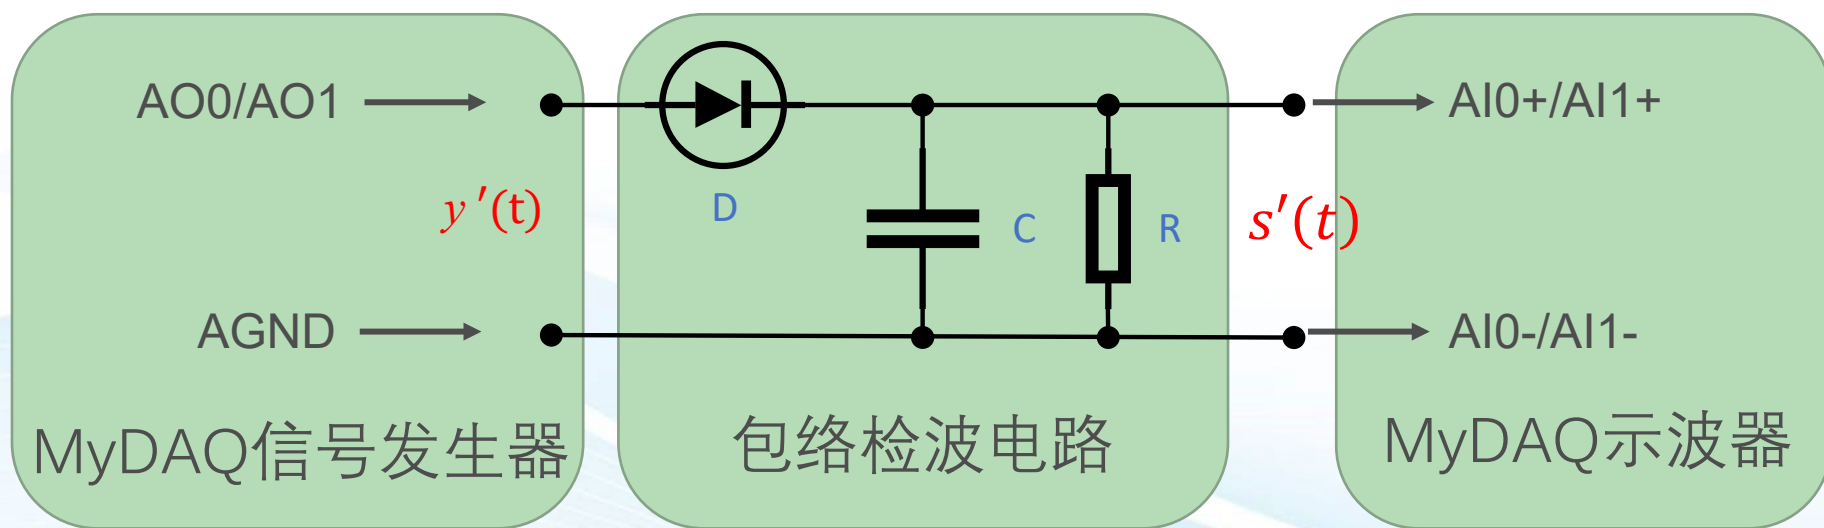 AO0/AO1
AI0+/AI1+
y′(t)
D
C
R
s′(t)
AGND
AI0-/AI1-
MyDAQ信号发生器
包络检波电路
MyDAQ示波器